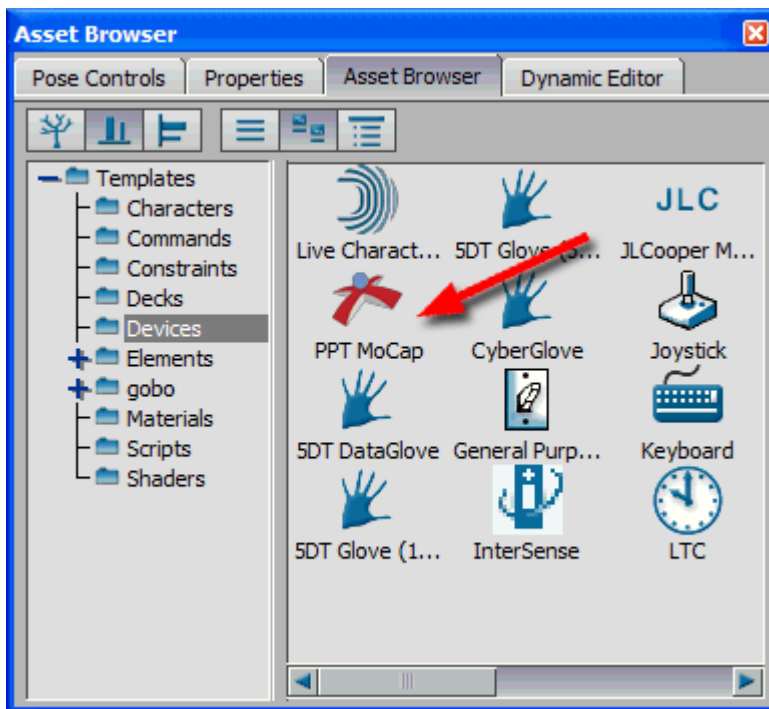 Asset Browser
Pose Controls Properties Asset Browser Dynamic Editor
Templates
Characters
Commands
Constraints
Decks
Devices
Elements
gobo
Materials
Scripts
Shaders
JLC
Live Charact... 5DT Glove (5... JLCooper M...
PPT MoCap CyberGlove Joystick
5DT DataGlove General Purp... Keyboard
5DT Glove (1... InterSense LTC